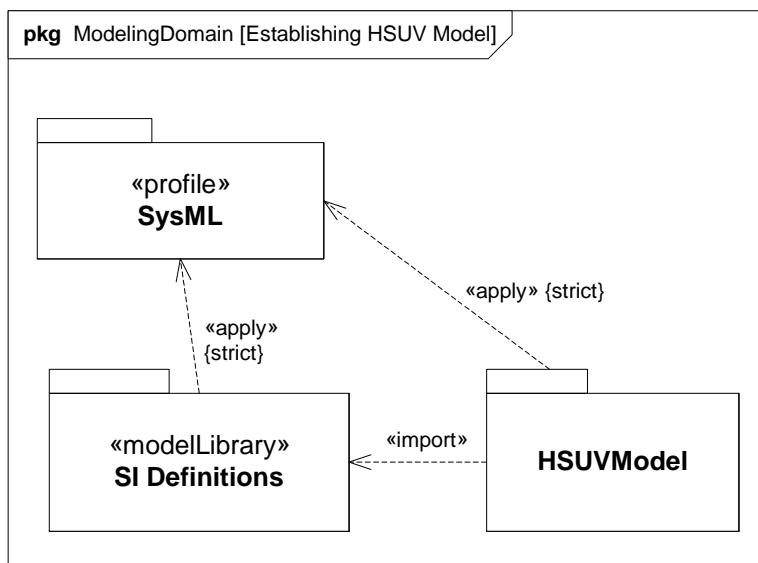 pkg ModelingDomain [Establishing HSUV Model]
«profile»
SysML
«apply» {strict}
«apply»
{strict}
«modelLibrary»
SI Definitions
«import»
HSUVModel